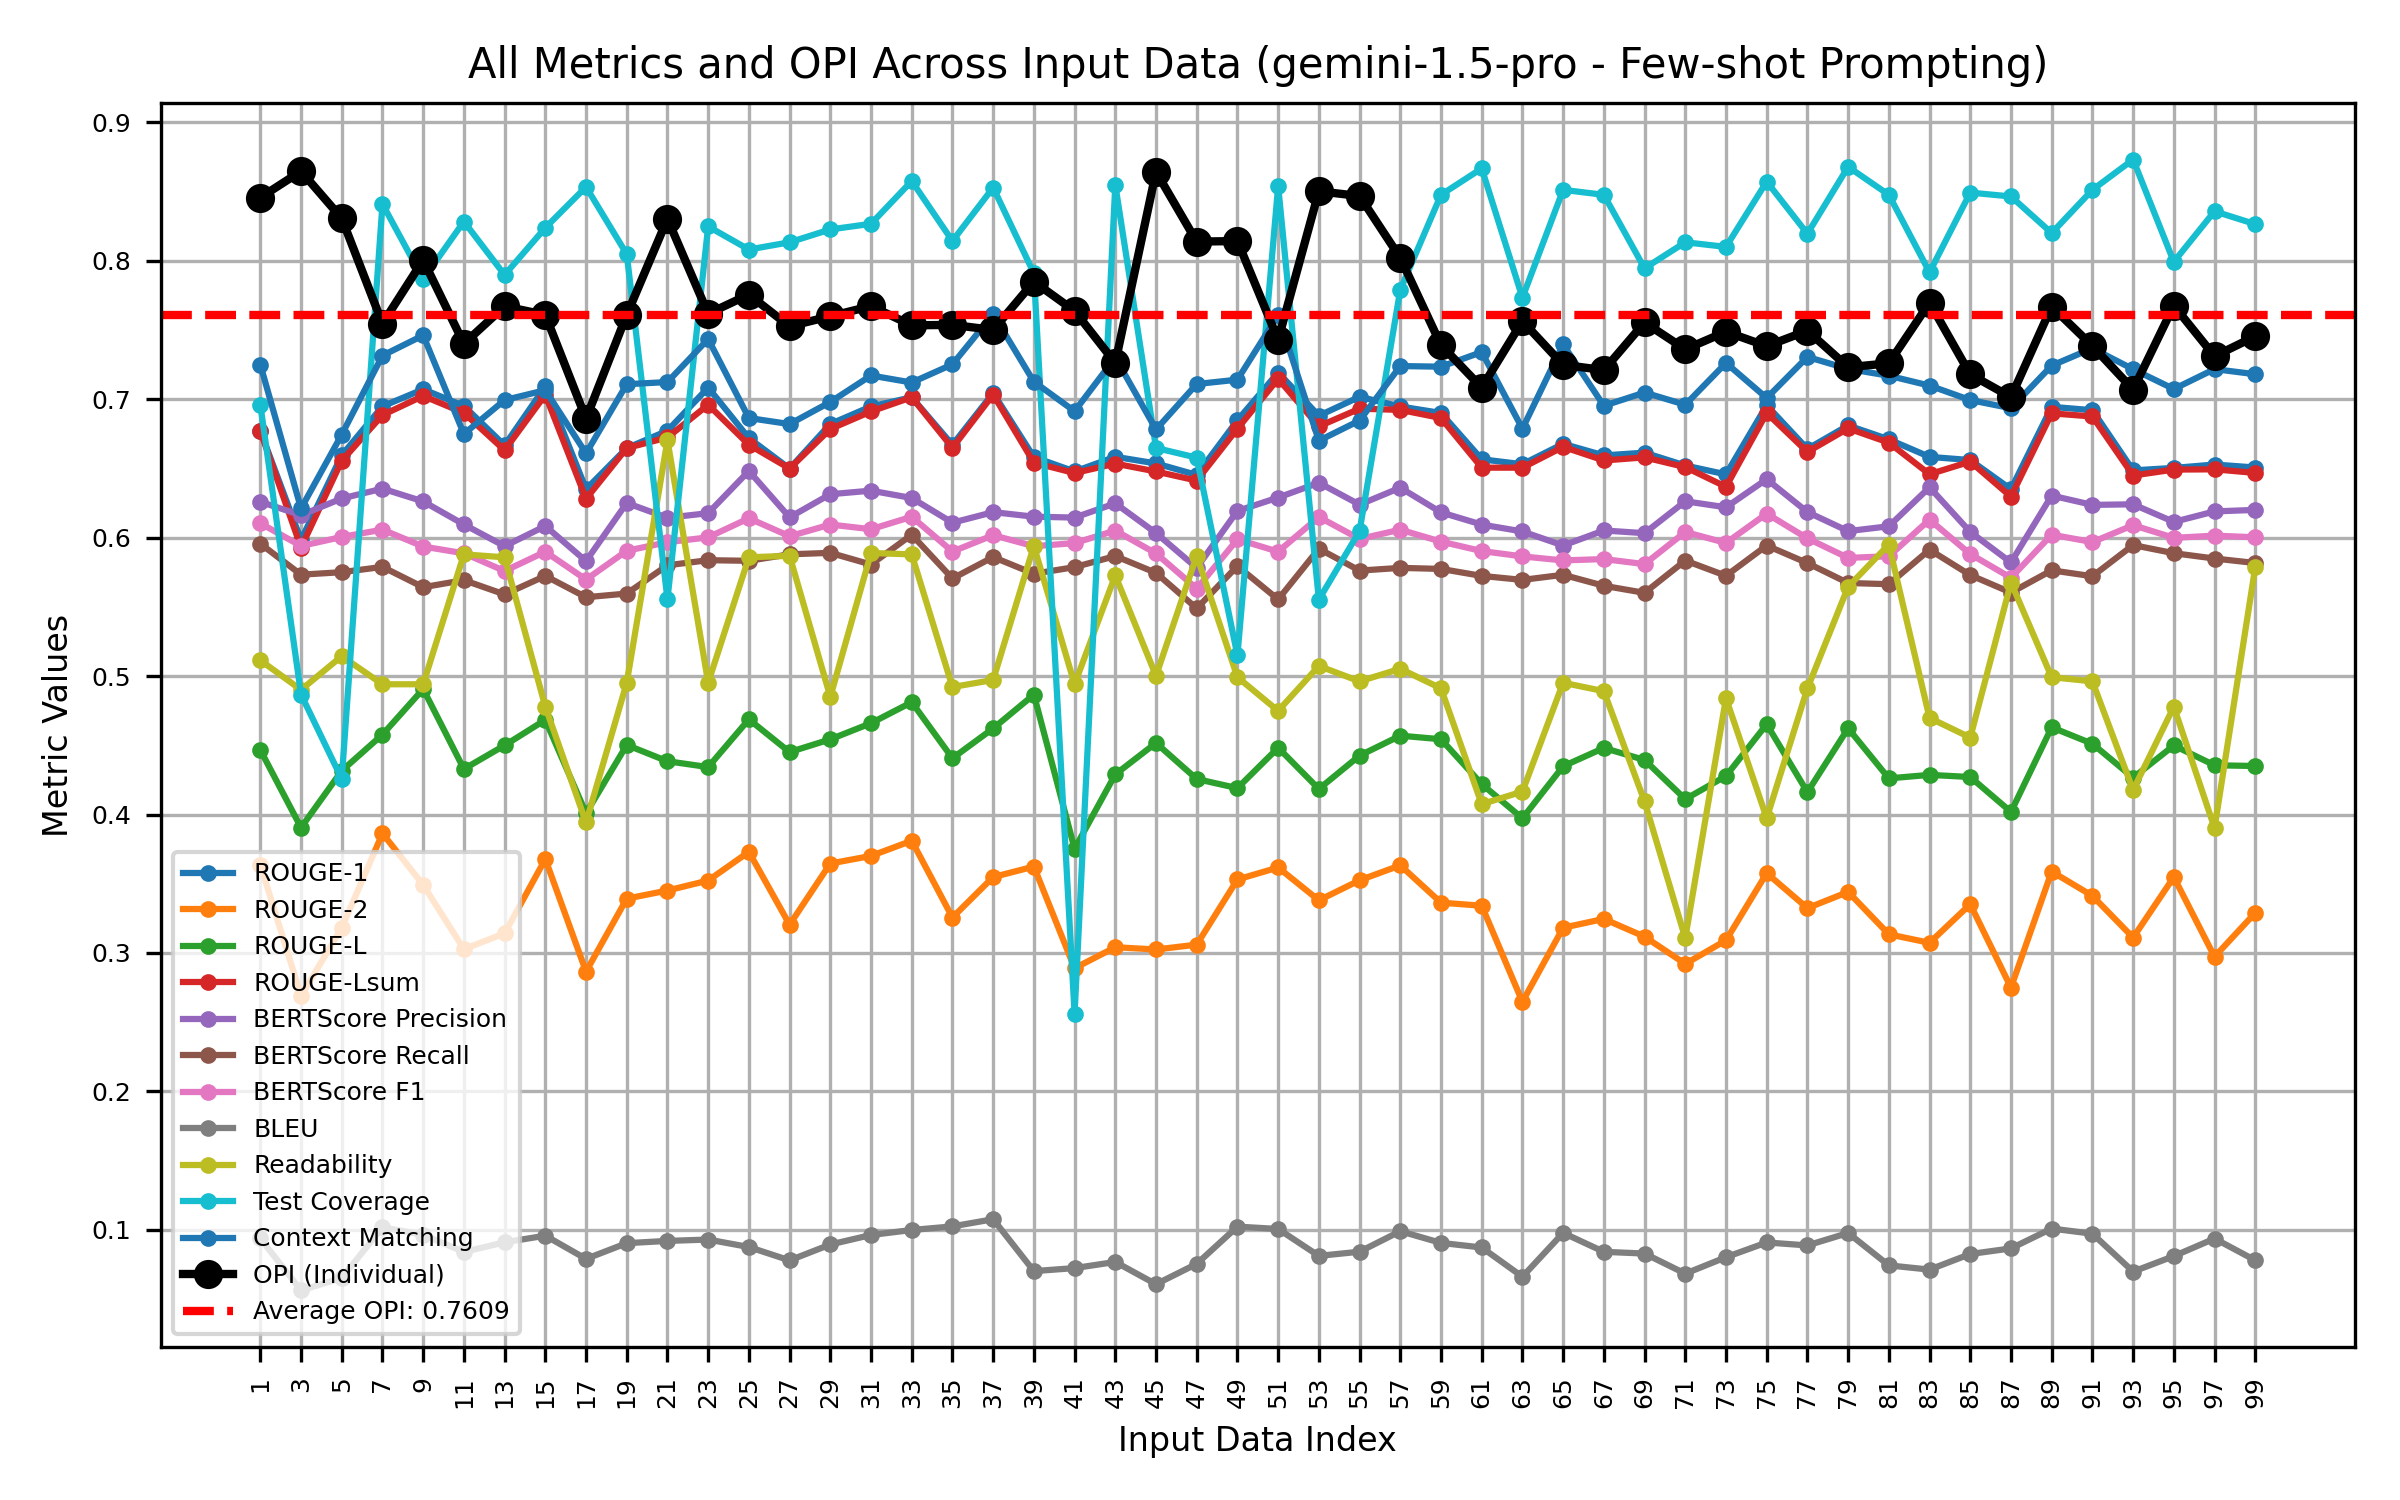 All Metrics and OPI Across Input Data (gemini-1.5-pro - Few-shot Prompting)
Metric Values
0.9
0.8
0.7
0.6
0.5
0.4
0.3
0.2
0.1
ROUGE-1
ROUGE-2
ROUGE-L
ROUGE-Lsum
BERTScore Precision
BERTScore Recall
BERTScore F1
BLEU
Readability
Test Coverage
Context Matching
OPI (Individual)
Average OPI: 0.7609
1 3 5 7 9 11 13 15 17 19 21 23 25 27 29 31 33 35 37 39 41 43 45 47 49 51 53 55 57 59 61 63 65 67 69 71 73 75 77 79 81 83 85 87 89 91 93 95 97 99
Input Data Index